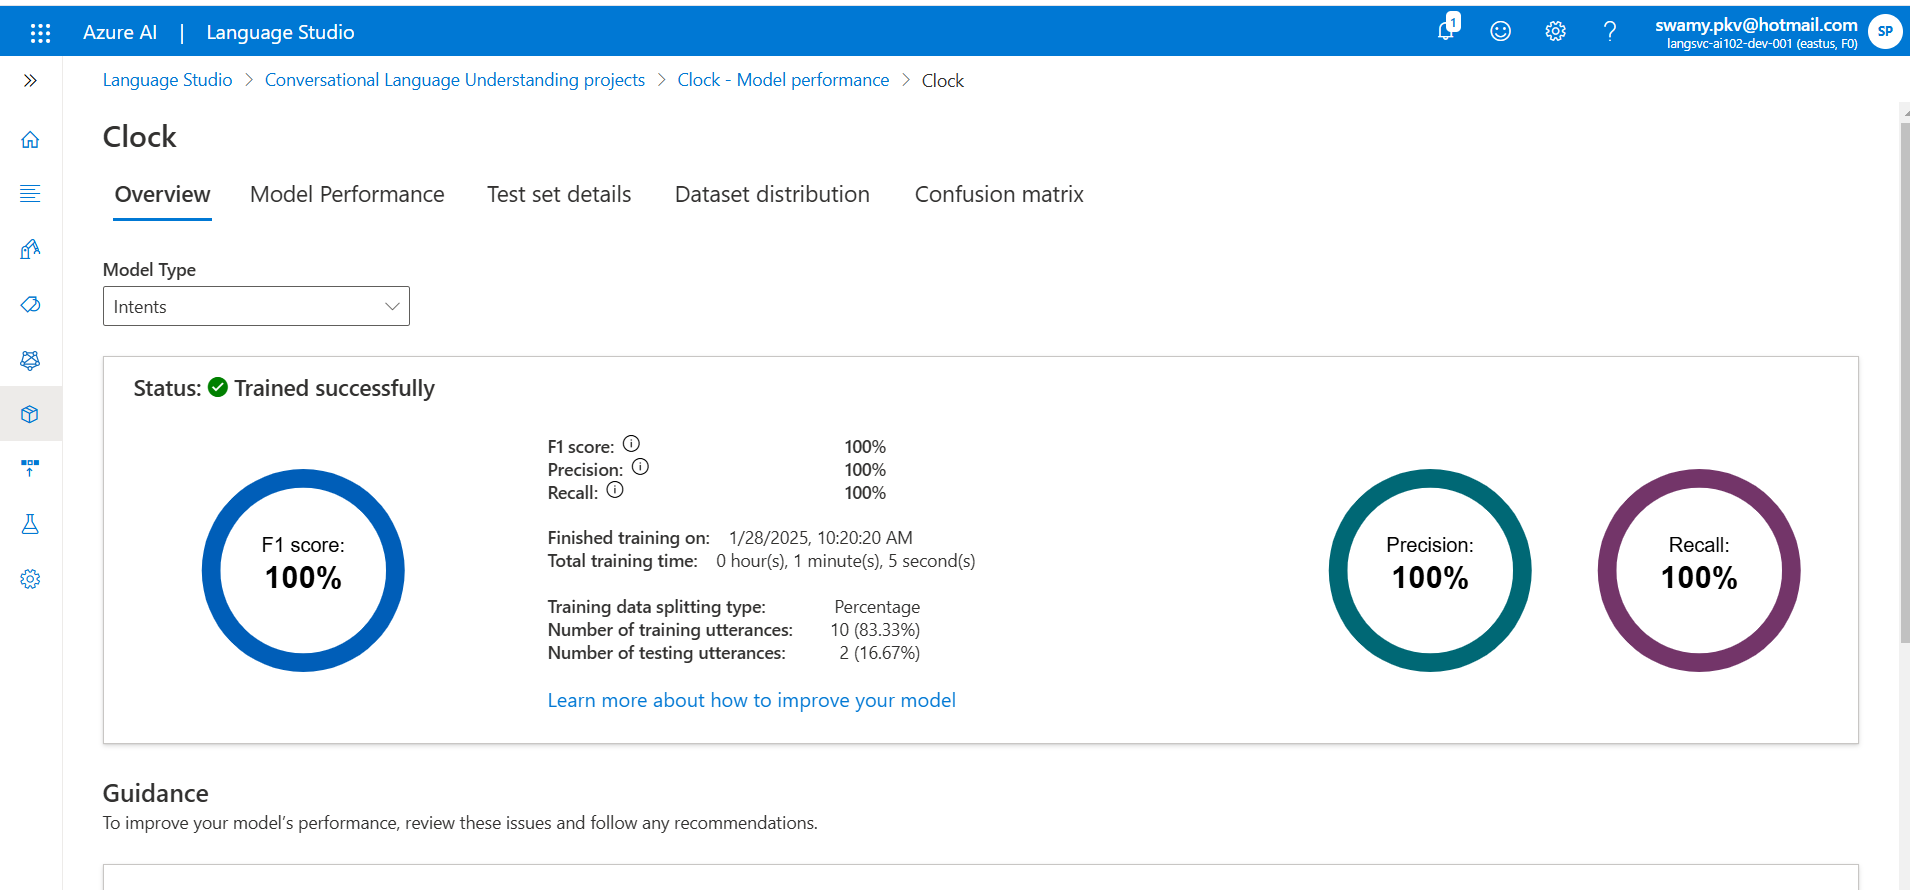 Azure AI | Language Studio
1
swamy.pkv@hotmail.com
langsvc-ai102-dev-001 (eastus, F0)
SP
Language Studio > Conversational Language Understanding projects > Clock - Model performance > Clock
Clock
Overview Model Performance Test set details Dataset distribution Confusion matrix
Model Type
Intents
Status: Trained successfully
F1 score:
100%
F1 score: 100%
Precision: 100%
Recall: 100%
Finished training on: 1/28/2025, 10:20:20 AM
Total training time: 0 hour(s), 1 minute(s), 5 second(s)
Training data splitting type: Percentage
Number of training utterances: 10 (83.33%)
Number of testing utterances: 2 (16.67%)
Learn more about how to improve your model
Precision:
100%
Recall:
100%
Guidance
To improve your model’s performance, review these issues and follow any recommendations.